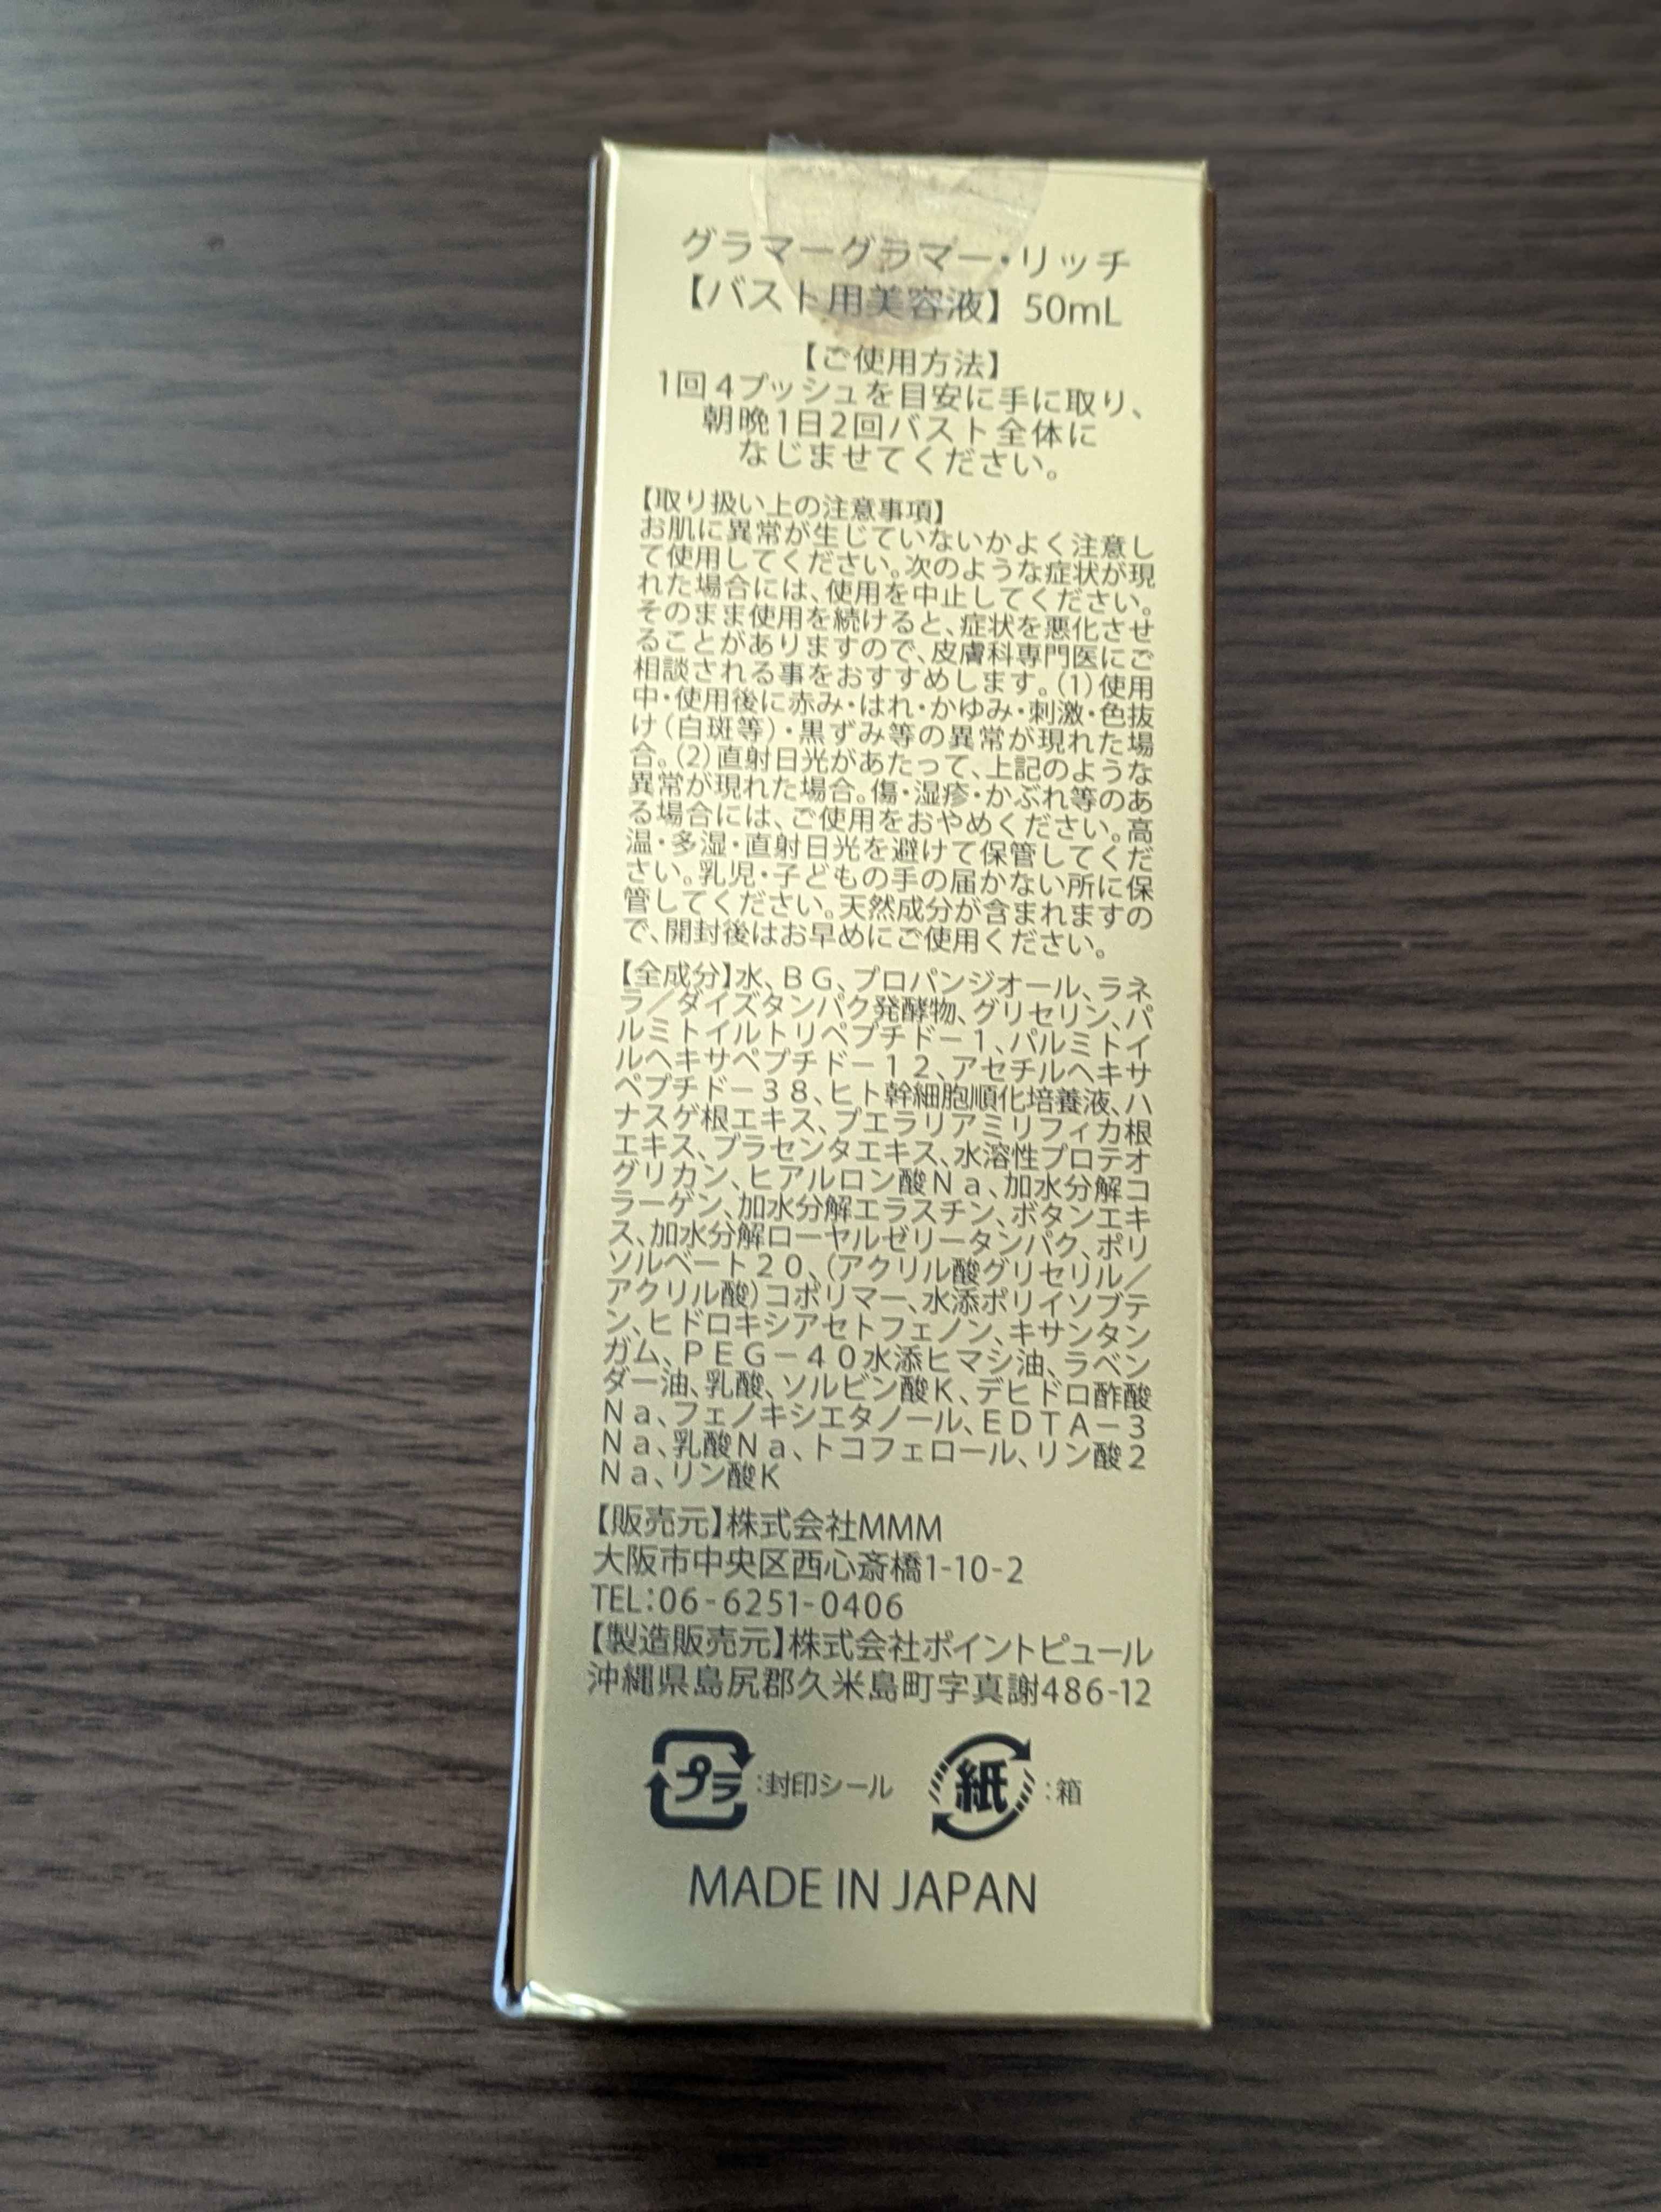 グラマーグラマー・リッチ
【バスト用美容液】 50mL
【ご使用方法】
1回4プッシュを目安に手に取り、
朝晩1日2回バスト全体に
なじませてください。
【取り扱い上の注意事項】
お肌に異常が生じていないかよく注意し
て使用してください。次のような症状が現
れた場合には、使用を中止してください。
そのまま使用を続けると、症状を悪化させ
ることがありますので、皮膚科専門医にご
相談される事をおすすめします。(1)使用
中・使用後に赤み・はれ・かゆみ・刺激・色抜
け(白斑等)・黒ずみ等の異常が現れた場
合。(2)直射日光があたって、上記のような
異常が現れた場合。傷・湿疹・かぶれ等のあ
る場合には、ご使用をおやめください。高
温・多湿・直射日光を避けて保管してくだ
さい。乳児・子どもの手の届かない所に保
管してください。天然成分が含まれますの
で、開封後はお早めにご使用ください。
【全成分】水、BG、プロパンジオール、ラネ
ラ/ダイズタンパク発酵物、グリセリン、パ
ルミトイルトリペプチドー1、パルミトイ
ルヘキサペプチドー12、アセチルヘキサ
ペプチドー38、ヒト幹細胞順化培養液、ハ
ナスゲ根エキス、プエラリアミリフィカ根
エキス、プラセンタエキス、水溶性プロテオ
グリカン、ヒアルロン酸Na、加水分解コ
ラーゲン、加水分解エラスチン、ボタンエキ
ス、加水分解ローヤルゼリータンパク、ポリ
ソルベート20、(アクリル酸グリセリル/
アクリル酸)コポリマー、水添ポリイソブテ
ン、ヒドロキシアセトフェノン、キサンタン
ガム、PEG－40水添ヒマシ油、ラベン
ダー油、乳酸、ソルビン酸K、デヒドロ酢酸
Na、フェノキシエタノール、EDTA－3
Na、乳酸Na、トコフェロール、リン酸2
Na、リン酸K
【販売元】株式会社MMM
大阪市中央区西心斎橋1-10-2
TEL:06-6251-0406
【製造販売元】株式会社ポイントピュール
沖縄県島尻郡久米島町字真謝486-12
プラ :封印シール 紙 :箱
MADE IN JAPAN